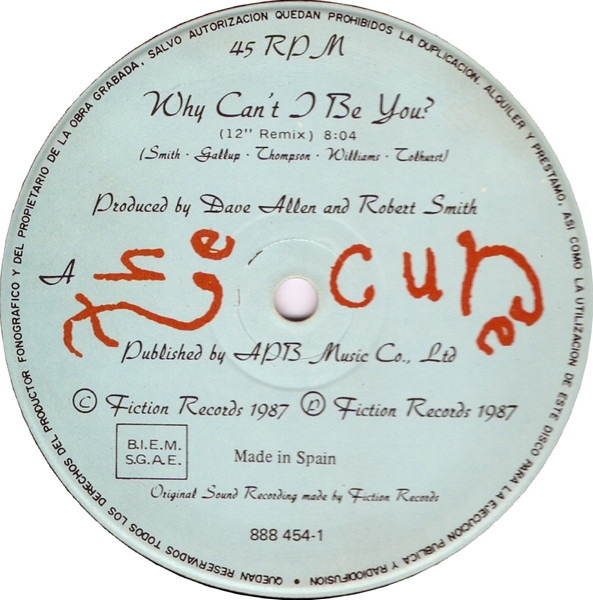 45 RPM
Why Can't I Be You?
(12" Remix) 8:04
(Smith · Gallup · Thompson · Williams · Tolhurst)
Produced by Dave Allen and Robert Smith
A
The Cure
Published by APB Music Co., Ltd
© Fiction Records 1987 Ⓟ Fiction Records 1987
B.I.E.M.
S.G.A.E.
Made in Spain
Original Sound Recording made by Fiction Records
888 454-1
QUEDAN RESERVADOS TODOS LOS DERECHOS DEL PRODUCTOR FONOGRAFICO Y DEL PROPIETARIO DE LA OBRA GRABADA, SALVO AUTORIZACION QUEDAN PROHIBIDOS LA DUPLICACION, ALQUILER Y PRESTAMO, ASI COMO LA UTILIZACION DE ESTE DISCO PARA LA EJECUCION PUBLICA Y RADIODIFUSION •